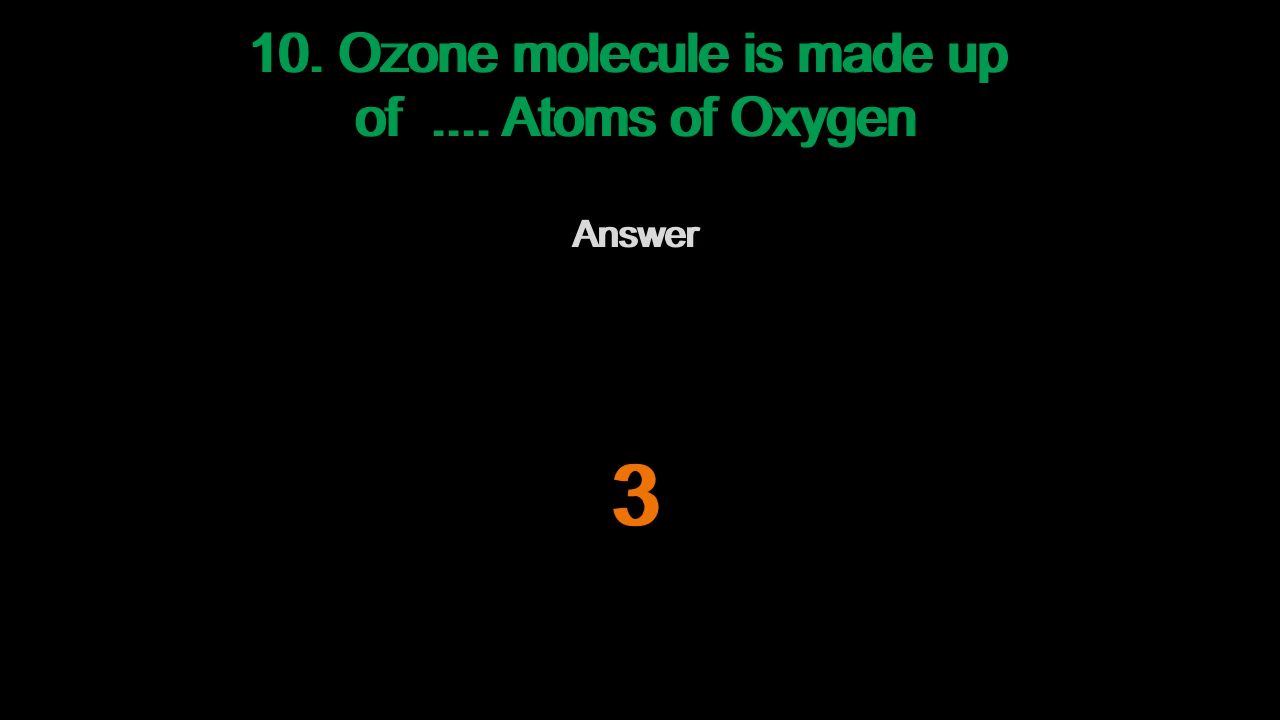 10. Ozone molecule is made up
of .... Atoms of Oxygen
Answer
3